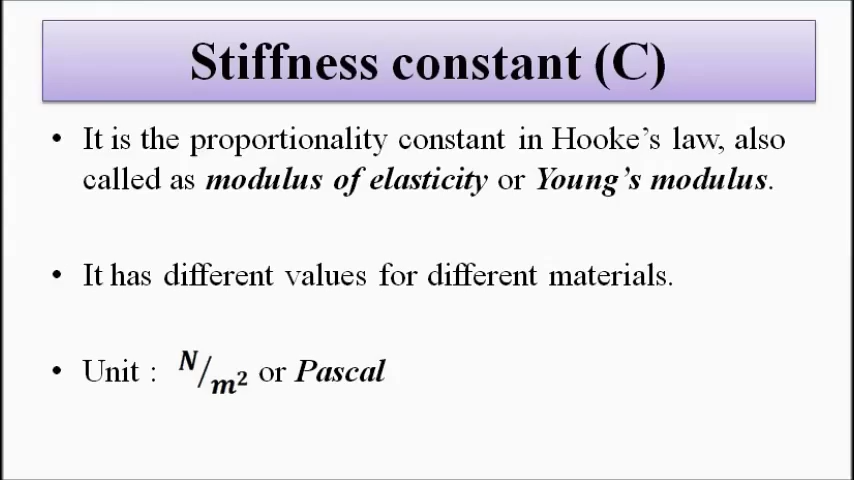 Stiffness constant (C)
• It is the proportionality constant in Hooke's law, also
called as modulus of elasticity or Young's modulus.
• It has different values for different materials.
• Unit : N/m² or Pascal